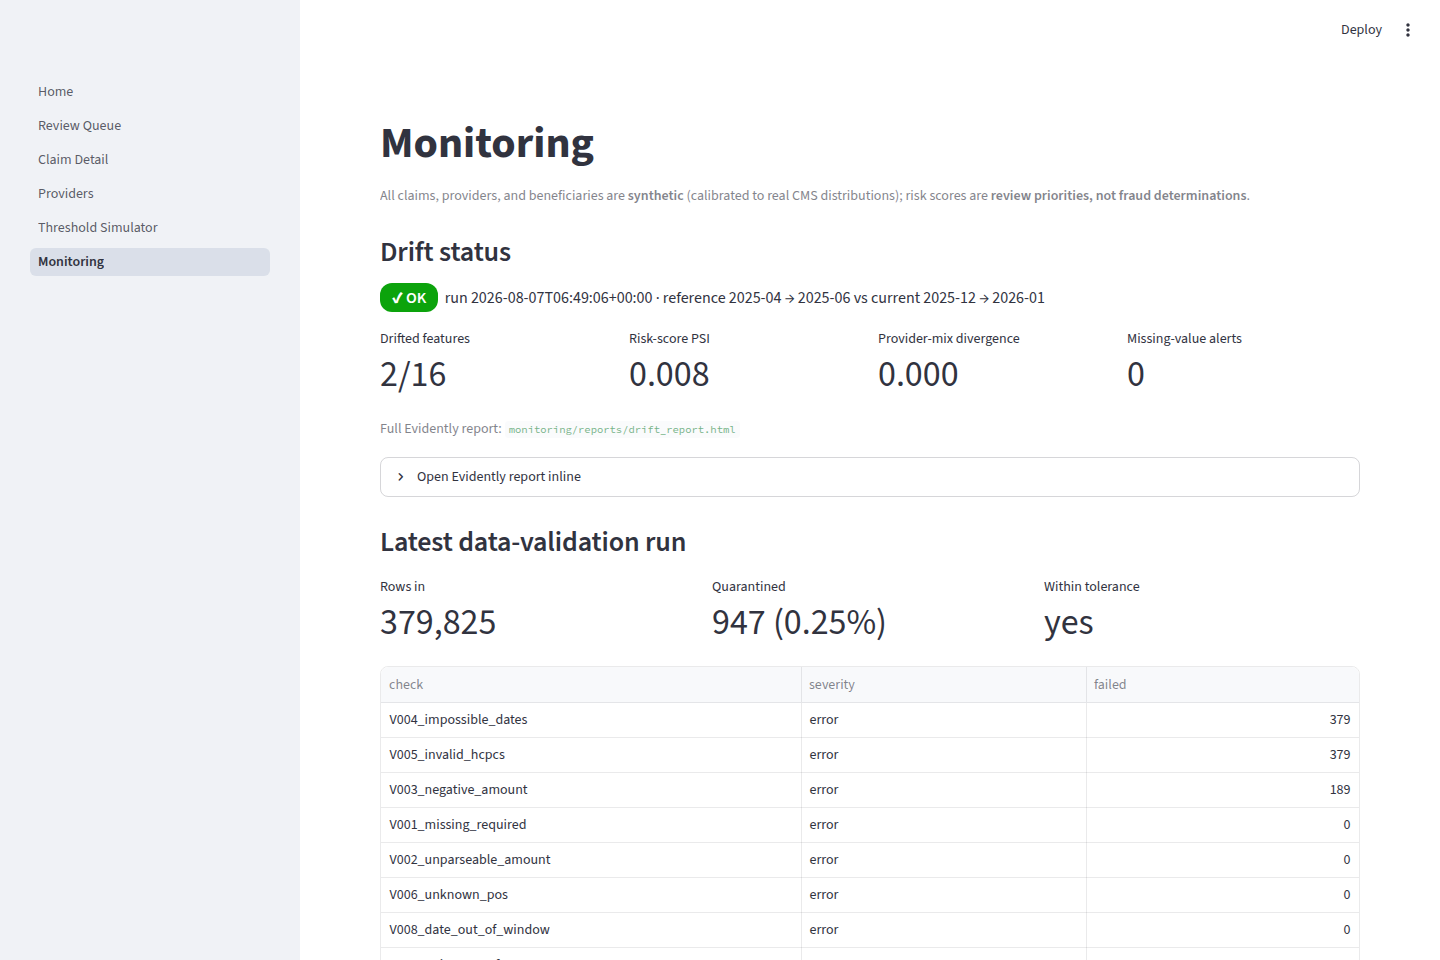 Deploy
Home
Review Queue
Claim Detail
Providers
Threshold Simulator
Monitoring
Monitoring
All claims, providers, and beneficiaries are synthetic (calibrated to real CMS distributions); risk scores are review priorities, not fraud determinations.
Drift status
✓ OK run 2026-08-07T06:49:06+00:00 · reference 2025-04 → 2025-06 vs current 2025-12 → 2026-01
Drifted features Risk-score PSI Provider-mix divergence Missing-value alerts
2/16 0.008 0.000 0
Full Evidently report: monitoring/reports/drift_report.html
Open Evidently report inline
Latest data-validation run
Rows in Quarantined Within tolerance
379,825 947 (0.25%) yes
check severity failed
V004_impossible_dates error 379
V005_invalid_hcpcs error 379
V003_negative_amount error 189
V001_missing_required error 0
V002_unparseable_amount error 0
V006_unknown_pos error 0
V008_date_out_of_window error 0